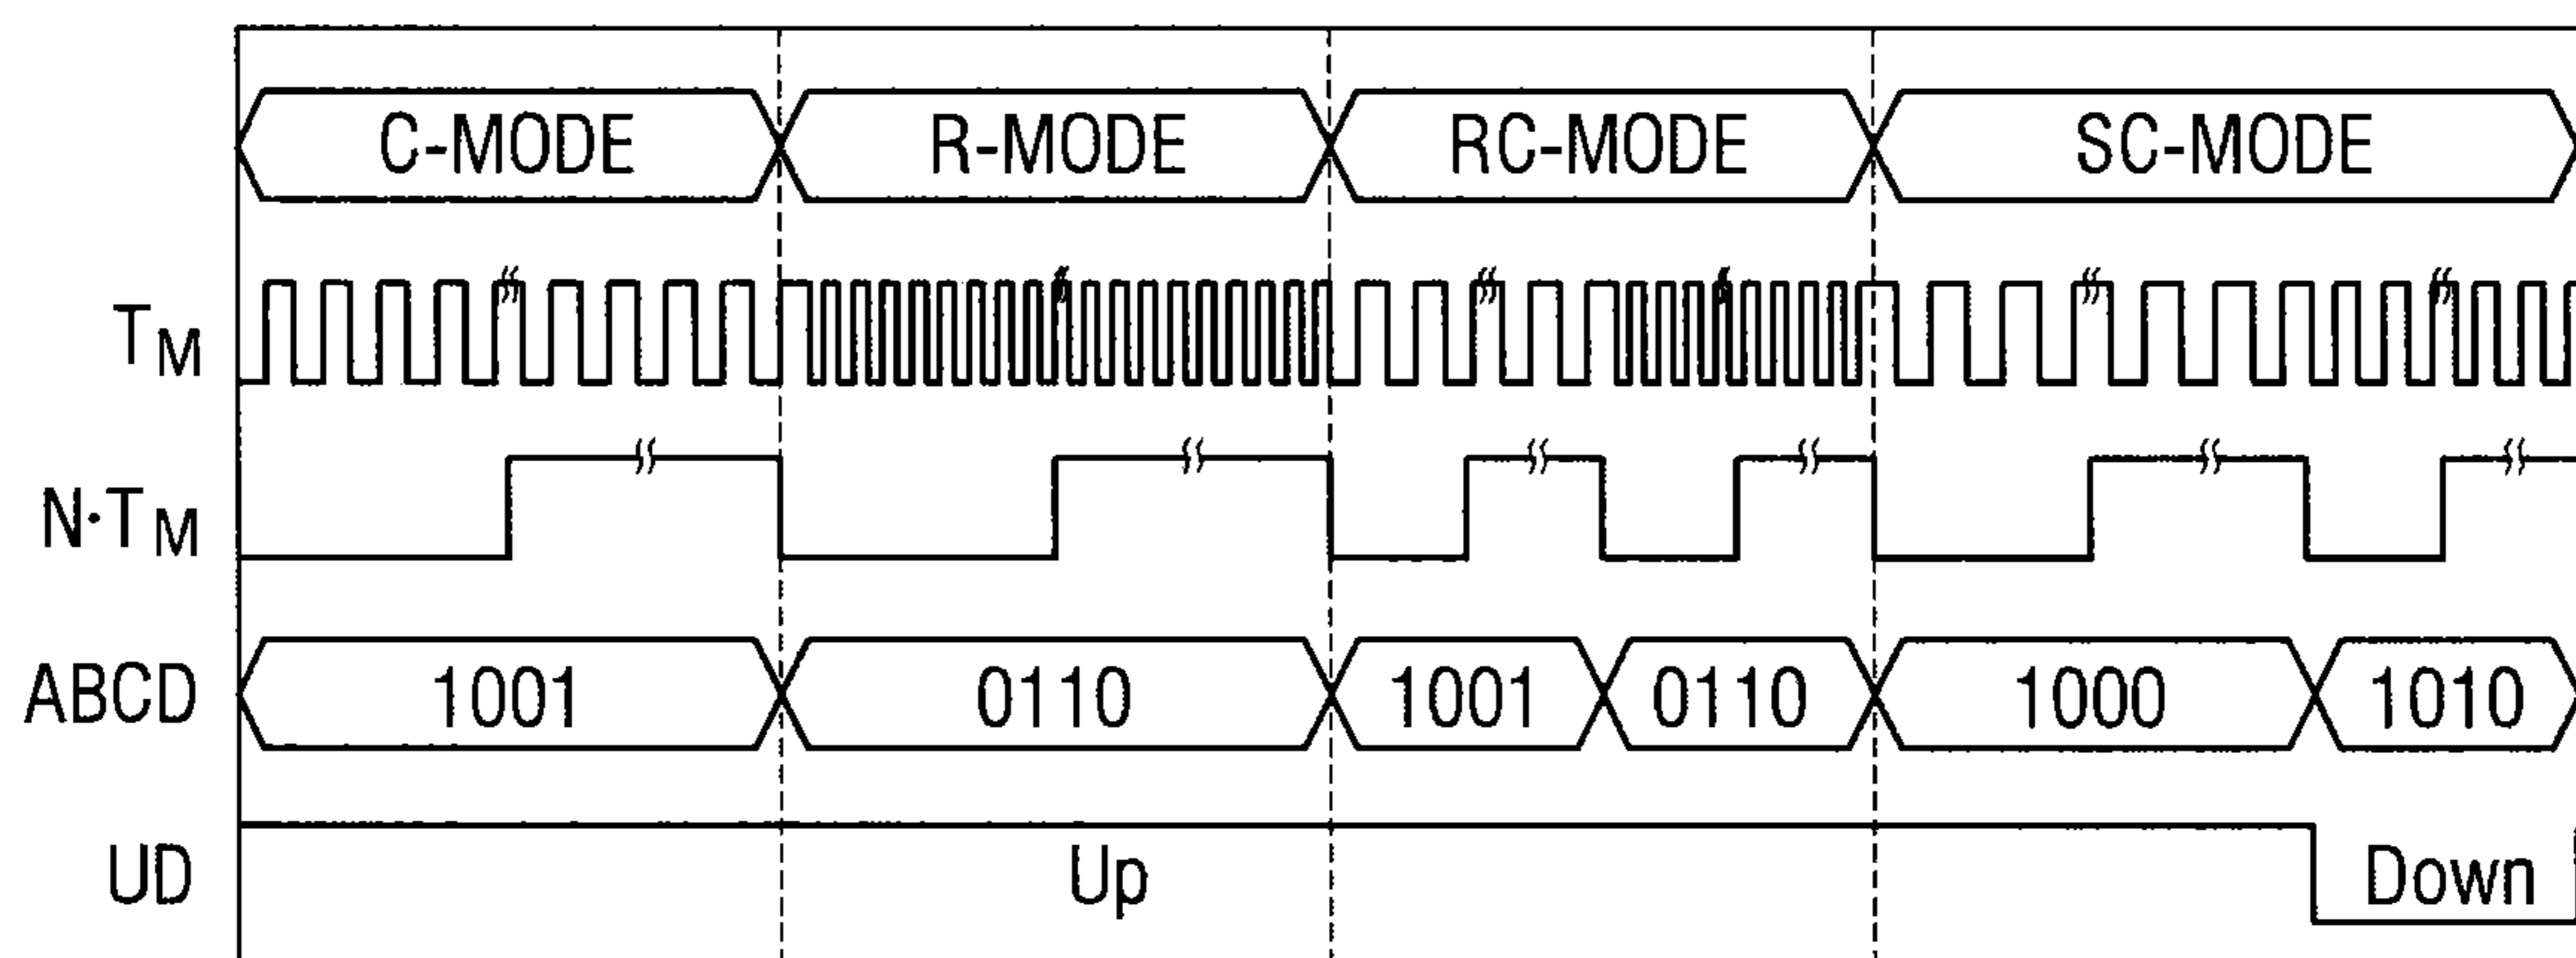 C-MODE R-MODE RC-MODE SC-MODE
TM
N·TM
ABCD 1001 0110 1001 0110 1000 1010
UD Up Down